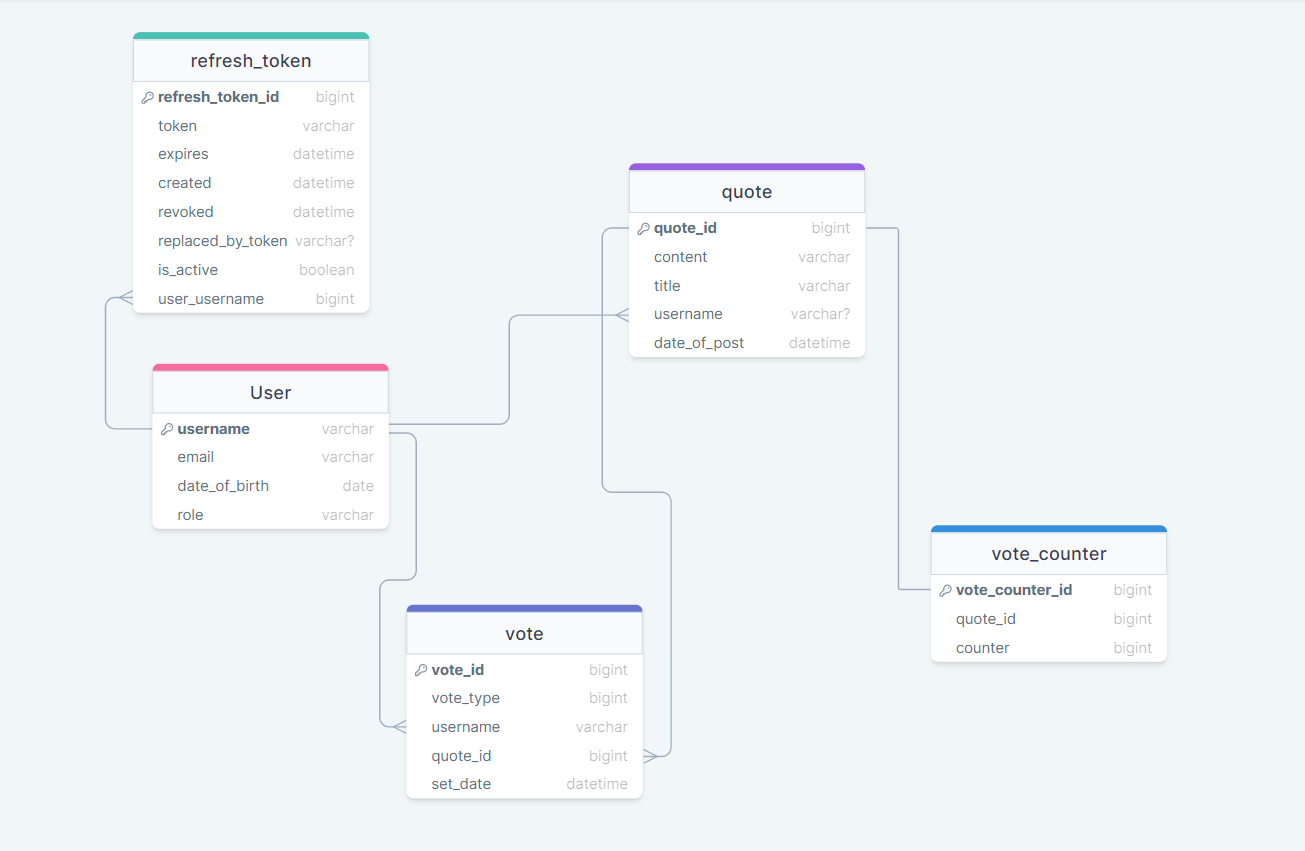 refresh_token
refresh_token_id bigint
token varchar
expires datetime
created datetime
revoked datetime
replaced_by_token varchar?
is_active boolean
user_username bigint
quote
quote_id bigint
content varchar
title varchar
username varchar?
date_of_post datetime
User
username varchar
email varchar
date_of_birth date
role varchar
vote_counter
vote_counter_id bigint
quote_id bigint
counter bigint
vote
vote_id bigint
vote_type bigint
username varchar
quote_id bigint
set_date datetime